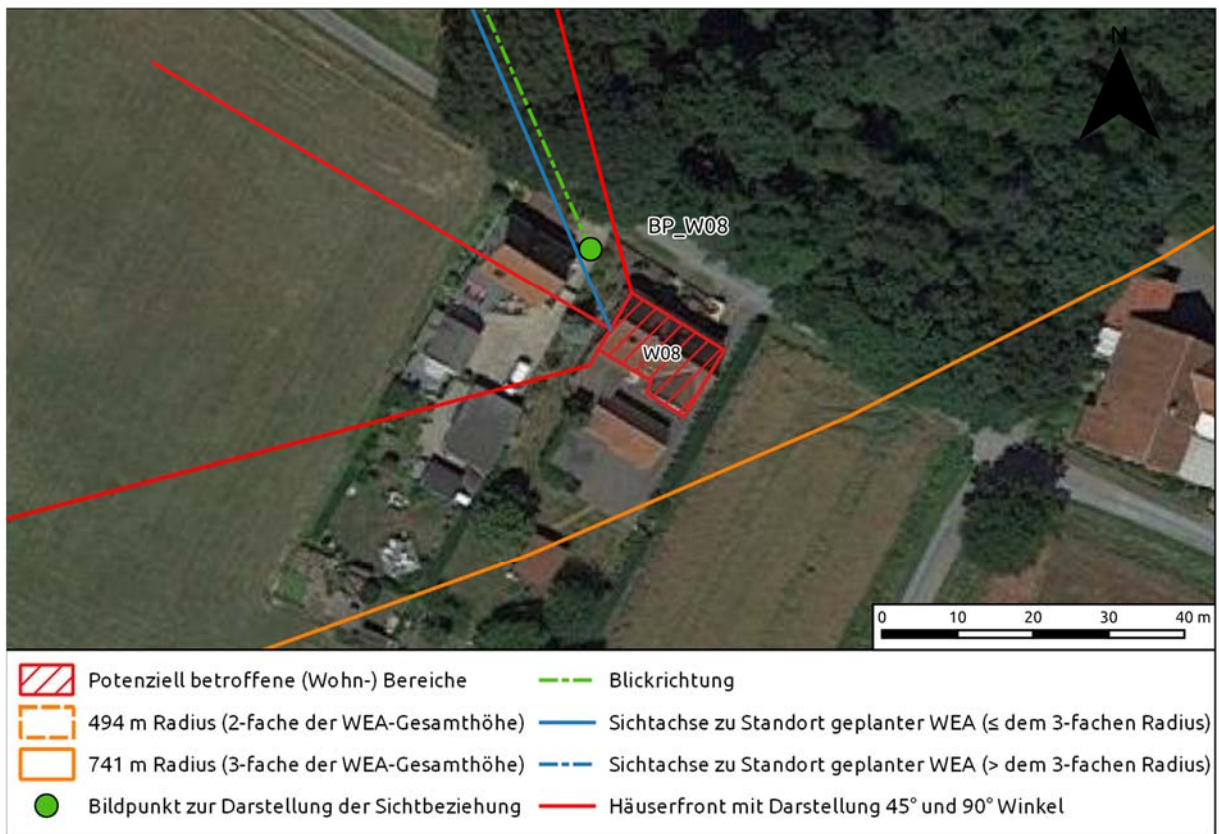 N
BP_W08
W08
0 10 20 30 40 m
Potenziell betroffene (Wohn-) Bereiche
494 m Radius (2-fache der WEA-Gesamthöhe)
741 m Radius (3-fache der WEA-Gesamthöhe)
Bildpunkt zur Darstellung der Sichtbeziehung
Blickrichtung
Sichtachse zu Standort geplanter WEA (≤ dem 3-fachen Radius)
Sichtachse zu Standort geplanter WEA (> dem 3-fachen Radius)
Häuserfront mit Darstellung 45° und 90° Winkel